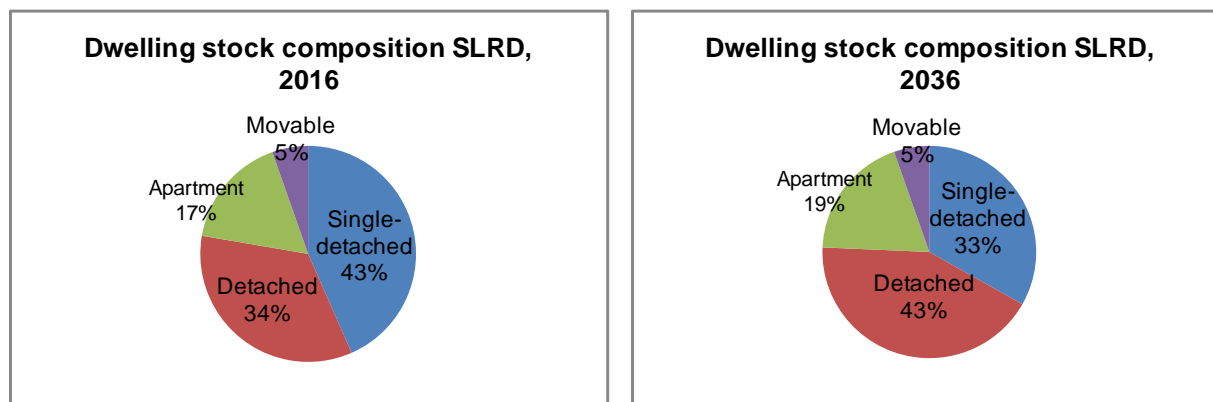 Dwelling stock composition SLRD,
2016
Movable
5%
Apartment
17%
Single-
detached
43%
Detached
34%
Dwelling stock composition SLRD,
2036
Movable
5%
Apartment
19%
Single-
detached
33%
Detached
43%